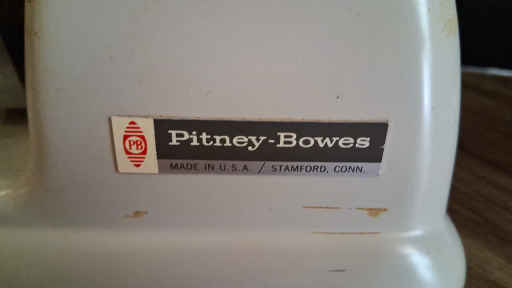 PB
Pitney-Bowes
MADE IN U.S.A. / STAMFORD, CONN.